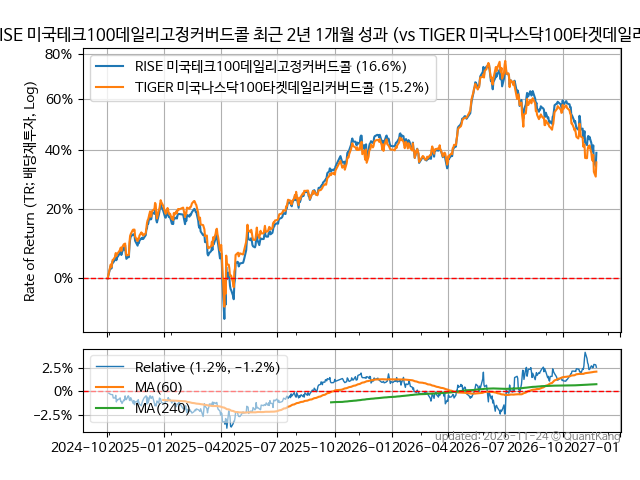 RISE 미국테크100데일리고정커버드콜 최근 2년 1개월 성과 (vs TIGER 미국나스닥100타겟데일리
80%
60%
40%
20%
0%
Rate of Return (TR: 배당재투자, Log)
RISE 미국테크100데일리고정커버드콜 (16.6%)
TIGER 미국나스닥100타겟데일리커버드콜 (15.2%)
2.5%
0%
−2.5%
Relative (1.2%, −1.2%)
MA(60)
MA(240)
2024-10 2025-01 2025-04 2025-07 2025-10 2026-01 2026-04 2026-07 2026-10 2027-01
updated: 2026-11-24 © QuantKang